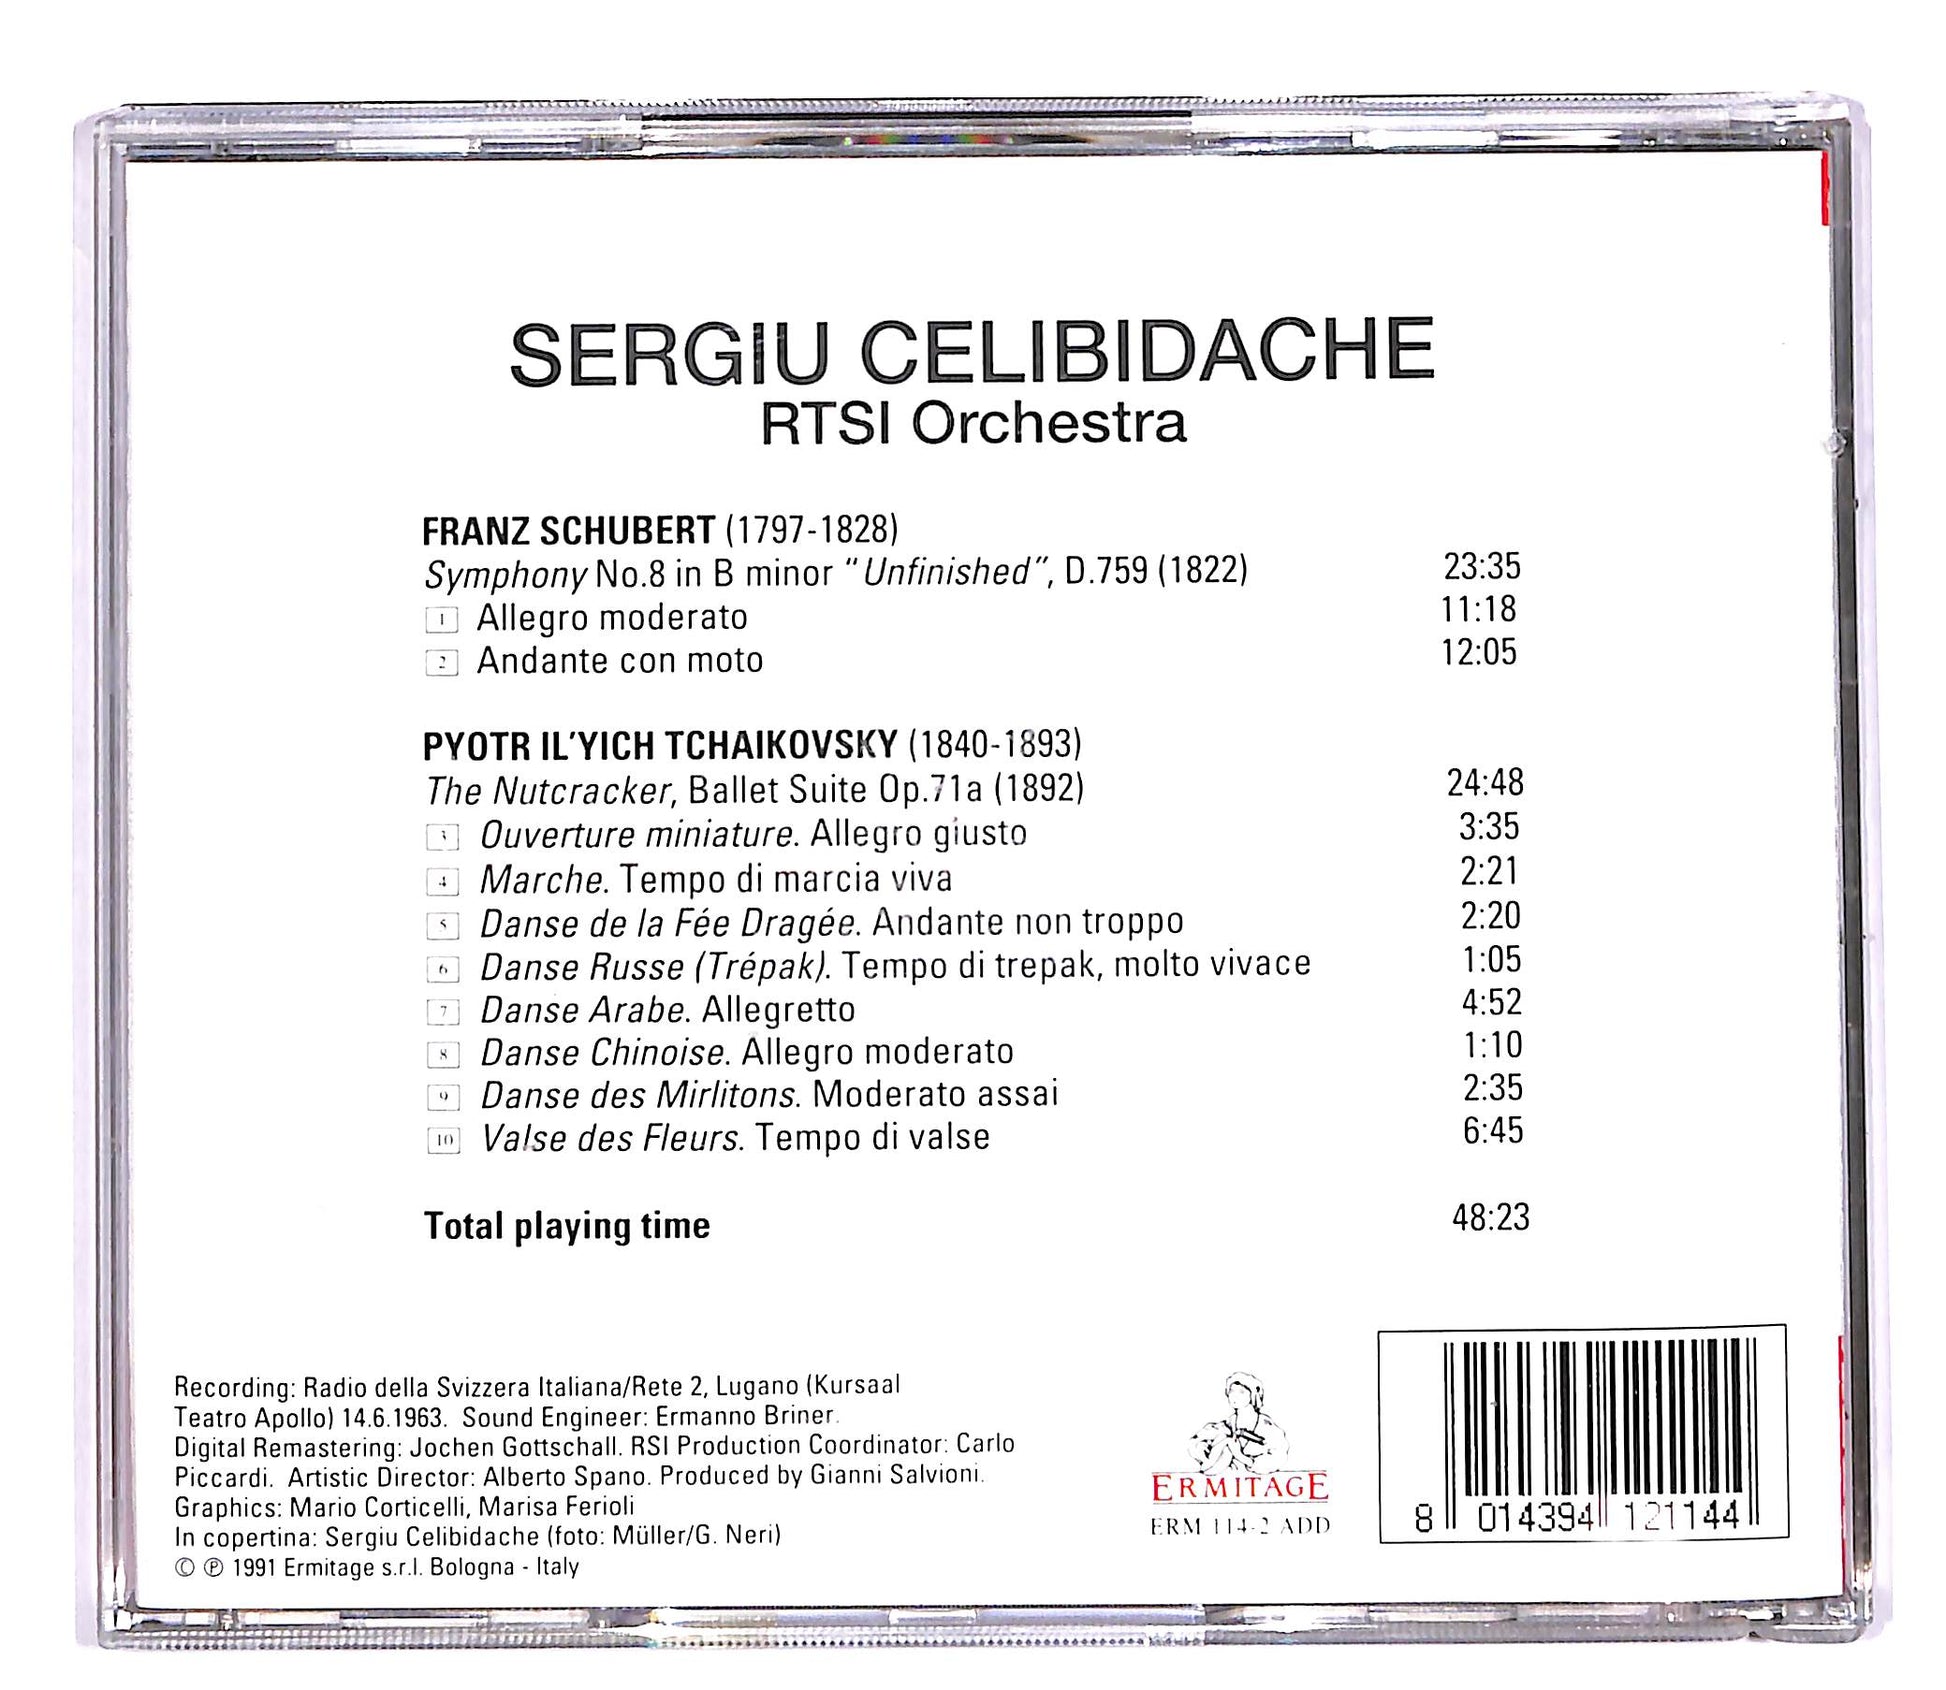 SERGIU CELIBIDACHE
RTSI Orchestra
FRANZ SCHUBERT (1797-1828)
Symphony No.8 in B minor "Unfinished", D.759 (1822) 23:35
1 Allegro moderato 11:18
2 Andante con moto 12:05
PYOTR IL'YICH TCHAIKOVSKY (1840-1893)
The Nutcracker, Ballet Suite Op.71a (1892) 24:48
3 Ouverture miniature. Allegro giusto 3:35
4 Marche. Tempo di marcia viva 2:21
5 Danse de la Fée Dragée. Andante non troppo 2:20
6 Danse Russe (Trépak). Tempo di trepak, molto vivace 1:05
7 Danse Arabe. Allegretto 4:52
8 Danse Chinoise. Allegro moderato 1:10
9 Danse des Mirlitons. Moderato assai 2:35
10 Valse des Fleurs. Tempo di valse 6:45
Total playing time 48:23
Recording: Radio della Svizzera Italiana/Rete 2, Lugano (Kursaal
Teatro Apollo) 14.6.1963. Sound Engineer: Ermanno Briner.
Digital Remastering: Jochen Gottschall. RSI Production Coordinator: Carlo
Piccardi. Artistic Director: Alberto Spano. Produced by Gianni Salvioni.
Graphics: Mario Corticelli, Marisa Ferioli
In copertina: Sergiu Celibidache (foto: Müller/G. Neri)
© ℗ 1991 Ermitage s.r.l. Bologna - Italy
ERMITAGE
ERM 114-2 ADD
8 014394 121144